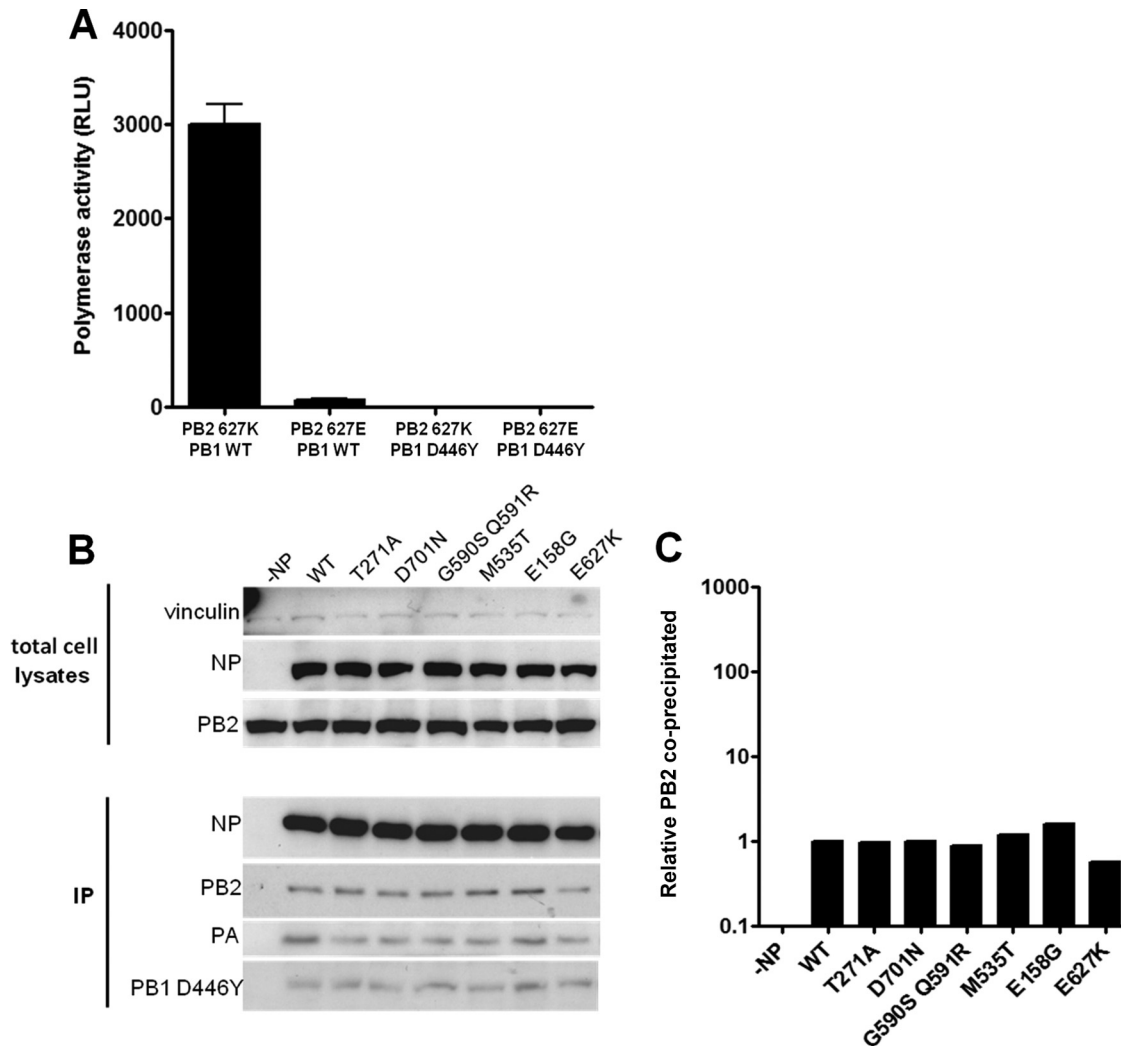 A
Polymerase activity (RLU)
4000
3000
2000
1000
0
PB2 627K
PB1 WT
PB2 627E
PB1 WT
PB2 627K
PB1 D446Y
PB2 627E
PB1 D446Y
B
-NP
WT
T271A
D701N
G590S Q591R
M535T
E158G
E627K
total cell
lysates
vinculin
NP
PB2
IP
NP
PB2
PA
PB1 D446Y
C
Relative PB2 co-precipitated
1000
100
10
1
0.1
-NP
WT
T271A
D701N
G590S Q591R
M535T
E158G
E627K